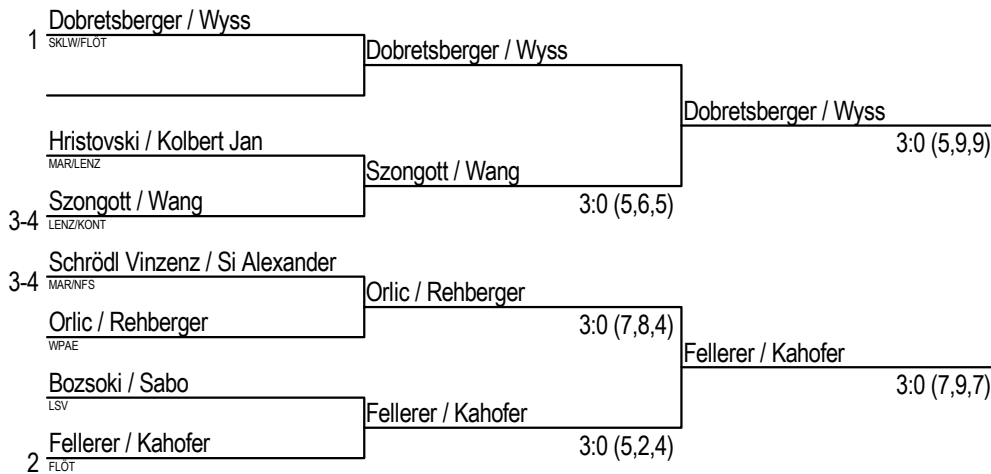 Dobretsberger / Wyss
1
SKLW/FLÖT
Dobretsberger / Wyss
Dobretsberger / Wyss
3:0 (5,9,9)
Hristovski / Kolbert Jan
MAR/LENZ
Szongott / Wang
3:0 (5,6,5)
Szongott / Wang
3-4
LENZ/KONT
Schrödl Vinzenz / Si Alexander
3-4
MAR/NFS
Orlic / Rehberger
3:0 (7,8,4)
Orlic / Rehberger
WPAE
Fellerer / Kahofer
3:0 (7,9,7)
Bozsoki / Sabo
LSV
Fellerer / Kahofer
3:0 (5,2,4)
Fellerer / Kahofer
2
FLÖT